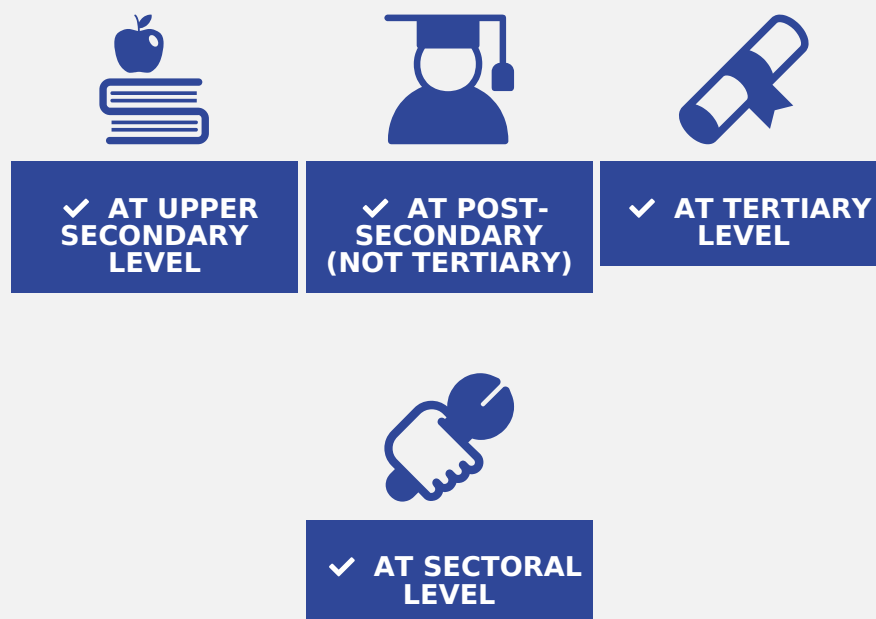 ✓ AT UPPER
SECONDARY
LEVEL
✓ AT POST-
SECONDARY
(NOT TERTIARY)
✓ AT TERTIARY
LEVEL
✓ AT SECTORAL
LEVEL